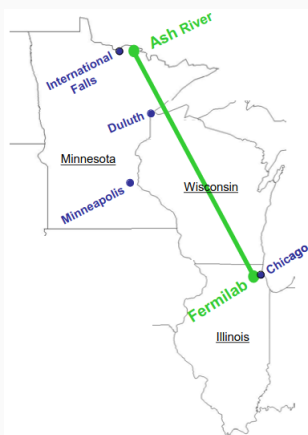 Ash River
International
Falls
Duluth
Minnesota
Wisconsin
Minneapolis
Chicago
Fermilab
Illinois